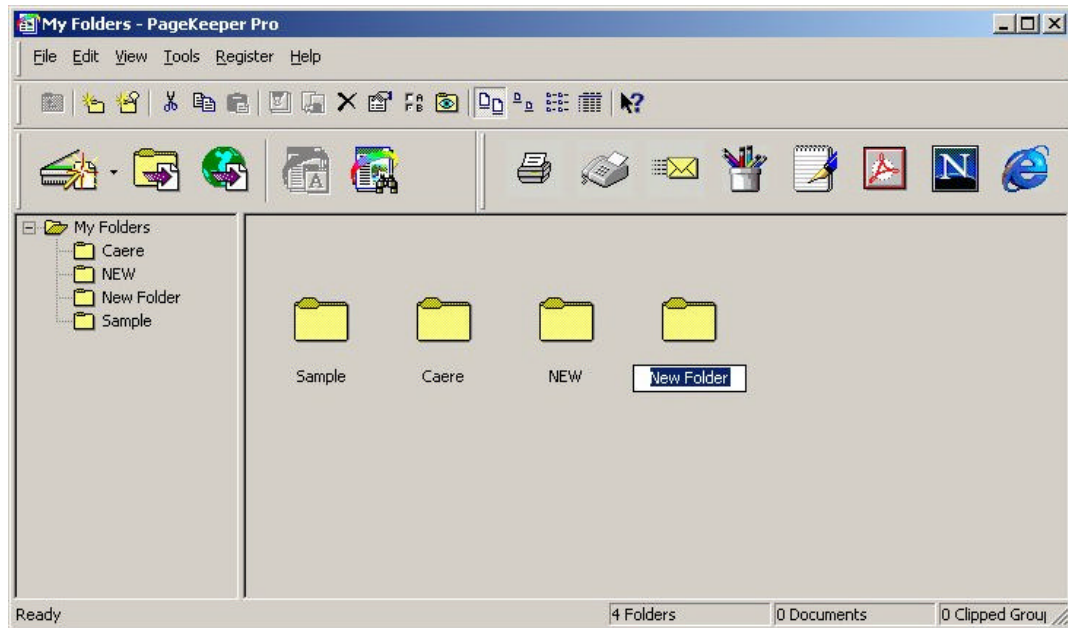 My Folders - PageKeeper Pro
File Edit View Tools Register Help
My Folders
Caere
NEW
New Folder
Sample
Sample Caere NEW New Folder
Ready 4 Folders 0 Documents 0 Clipped Grou